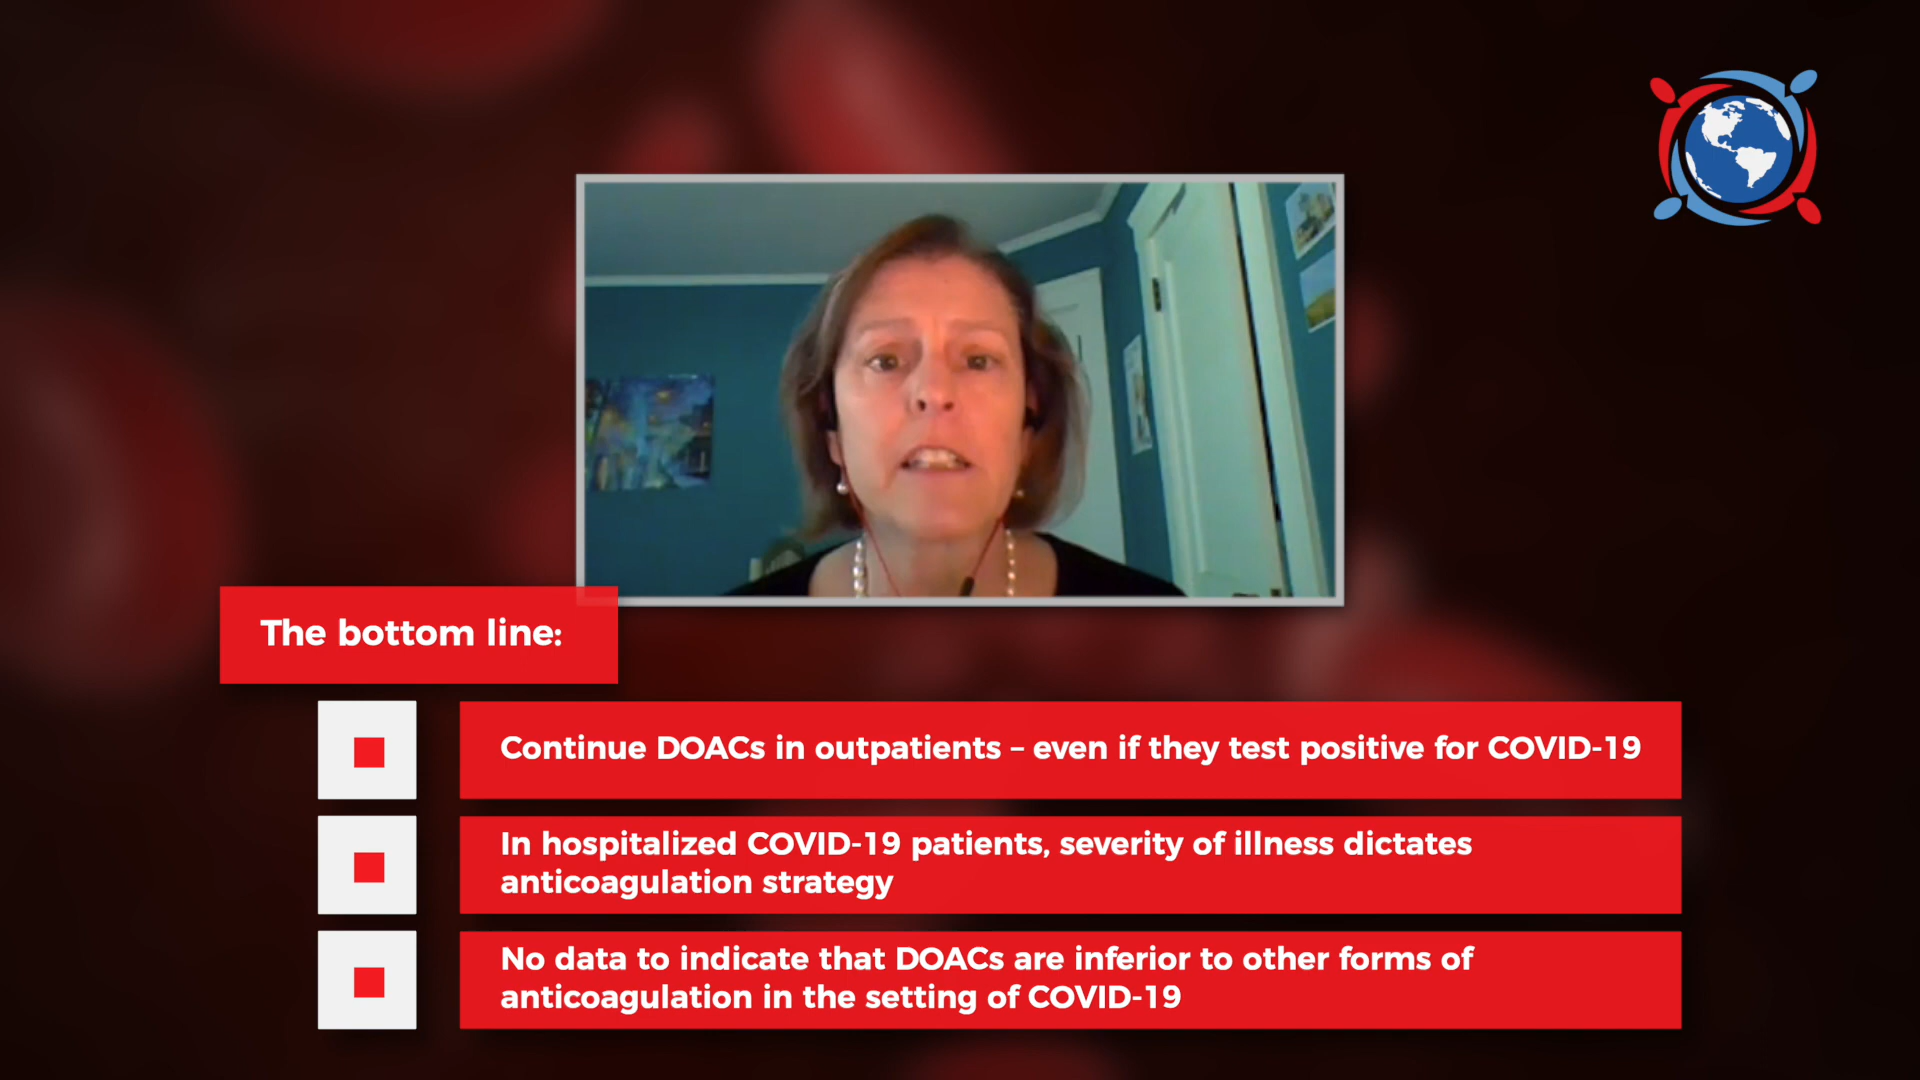 The bottom line:
Continue DOACs in outpatients – even if they test positive for COVID-19
In hospitalized COVID-19 patients, severity of illness dictates
anticoagulation strategy
No data to indicate that DOACs are inferior to other forms of
anticoagulation in the setting of COVID-19